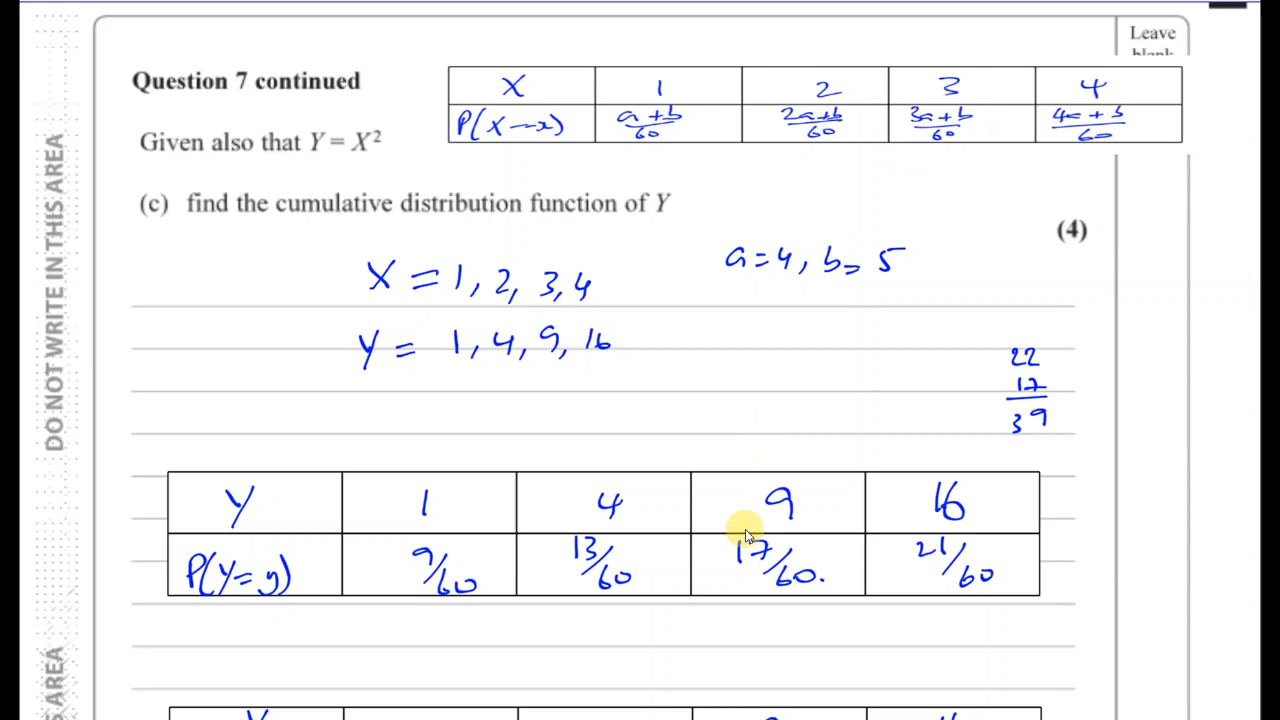 Leave
blank
Question 7 continued
X 1 2 3 4
P(X=x) a+b/60 2a+b/60 3a+b/60 4a+b/60
Given also that Y = X²
(c) find the cumulative distribution function of Y
(4)
a=4, b=5
X = 1, 2, 3, 4
Y = 1, 4, 9, 16
22
17
39
Y 1 4 9 16
P(Y=y) 9/60 13/60 17/60. 21/60
DO NOT WRITE IN THIS AREA
S AREA